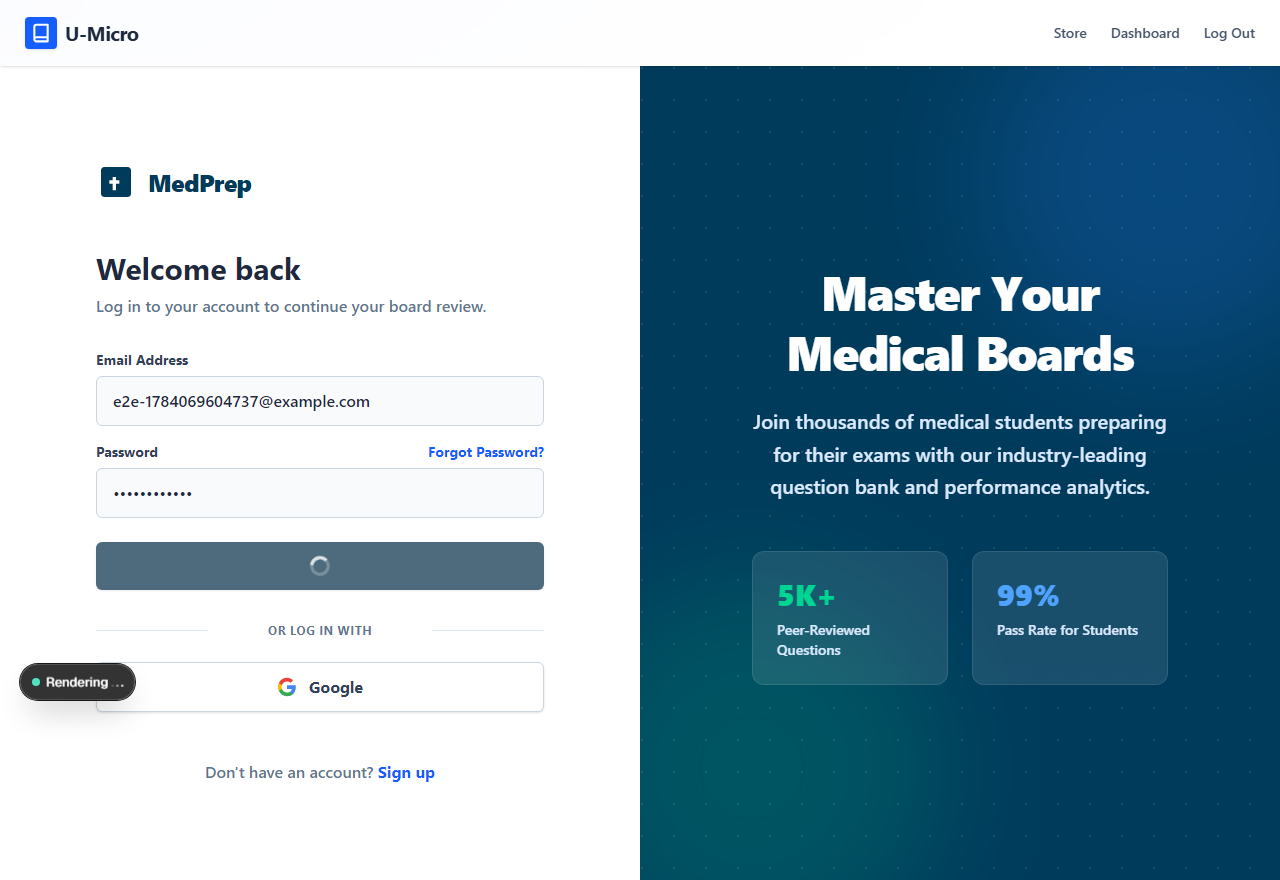 U-Micro
Store
Dashboard
Log Out
MedPrep
Welcome back
Log in to your account to continue your board review.
Email Address
e2e-1784069604737@example.com
Password
Forgot Password?
••••••••••••
OR LOG IN WITH
Google
Rendering ...
Don't have an account? Sign up
Master Your
Medical Boards
Join thousands of medical students preparing
for their exams with our industry-leading
question bank and performance analytics.
5K+
Peer-Reviewed
Questions
99%
Pass Rate for Students